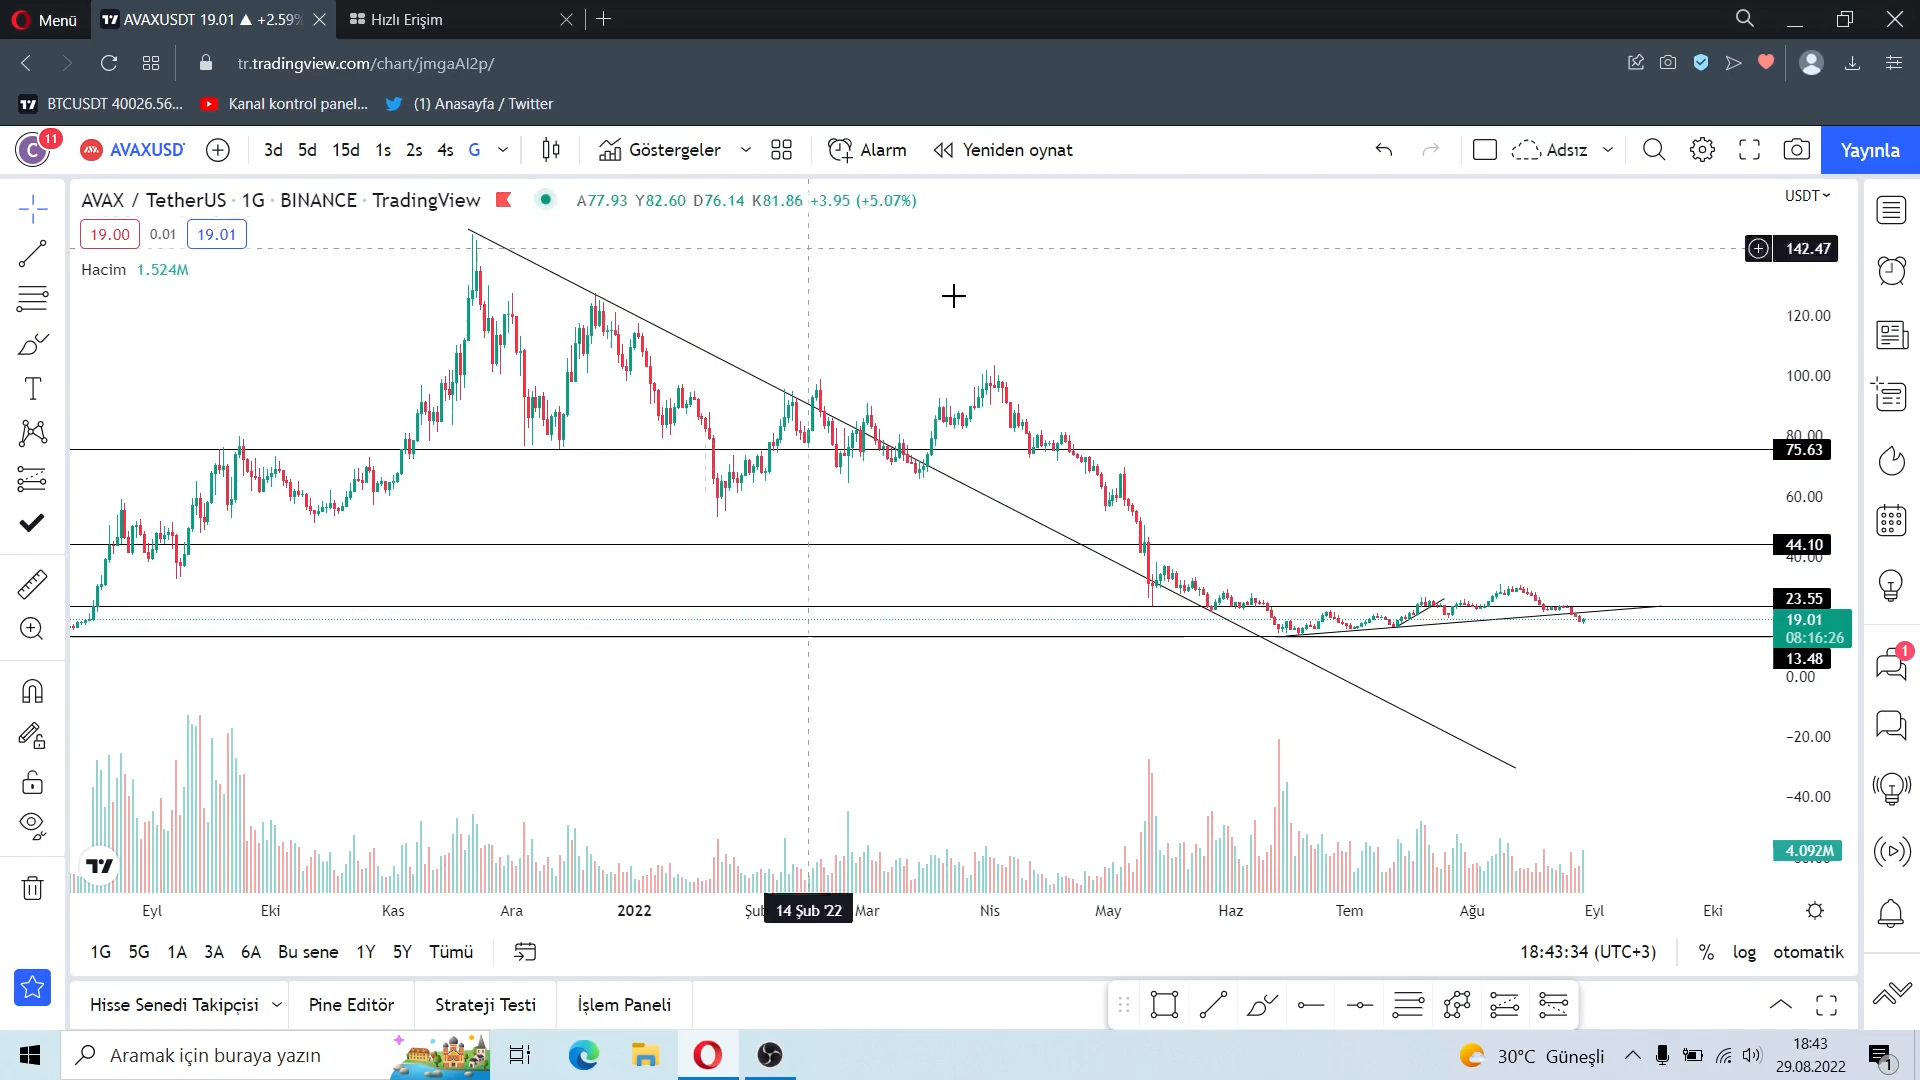 Menü
AVAXUSDT 19.01 ▲ +2.59%
Hızlı Erişim
tr.tradingview.com/chart/jmgaAl2p/
BTCUSDT 40026.56...
Kanal kontrol panel...
(1) Anasayfa / Twitter
C 11
AVAXUSD
3d 5d 15d 1s 2s 4s G
Göstergeler
Alarm
Yeniden oynat
Adsız
Yayınla
AVAX / TetherUS · 1G · BINANCE · TradingView
A77.93 Y82.60 D76.14 K81.86 +3.95 (+5.07%)
USDT
19.00 0.01 19.01
Hacim 1.524M
142.47
120.00
100.00
80.00
75.63
60.00
44.10
40.00
23.55
19.01
08:16:26
13.48
0.00
1
−20.00
−40.00
4.092M
Eyl Eki Kas Ara 2022 Şub 14 Şub '22 Mar Nis May Haz Tem Ağu Eyl Eki
1G 5G 1A 3A 6A Bu sene 1Y 5Y Tümü
18:43:34 (UTC+3) % log otomatik
Hisse Senedi Takipçisi
Pine Editör
Strateji Testi
İşlem Paneli
Aramak için buraya yazın
30°C Güneşli
18:43
29.08.2022
1